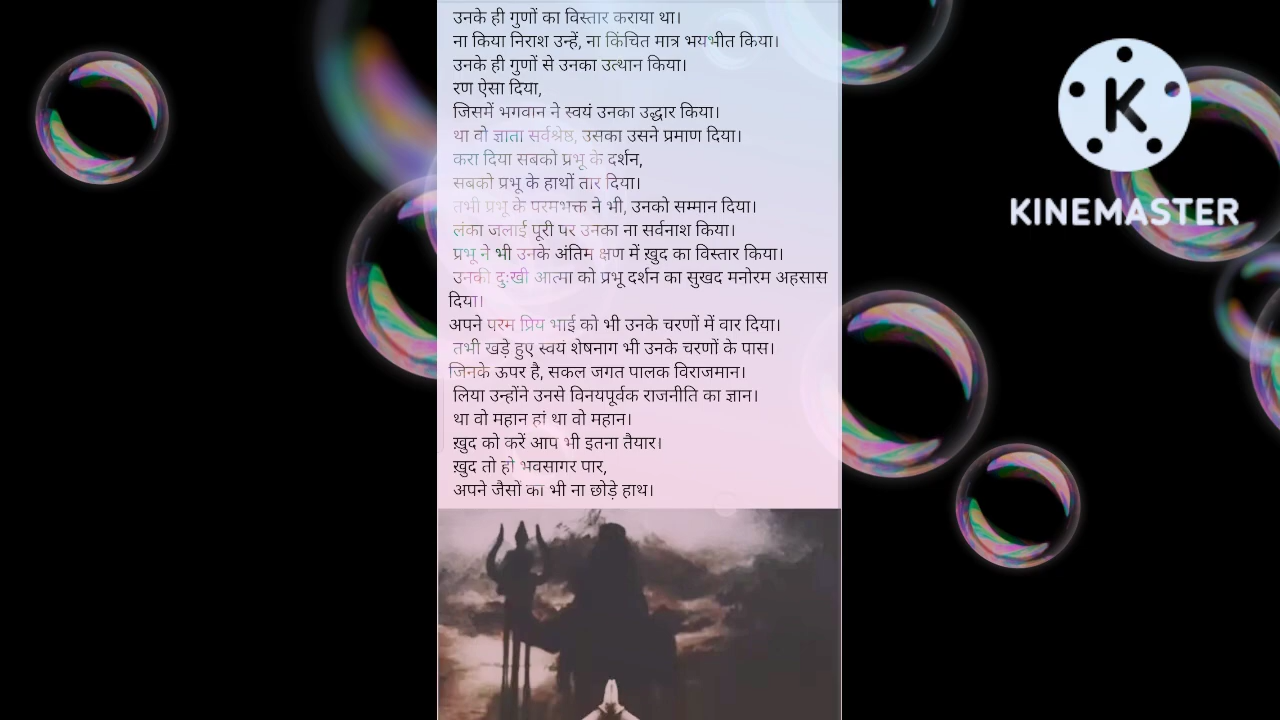 उनके ही गुणों का विस्तार कराया था।
ना किया निराश उन्हें, ना किंचित मात्र भयभीत किया।
उनके ही गुणों से उनका उत्थान किया।
रण ऐसा दिया,
जिसमें भगवान ने स्वयं उनका उद्धार किया।
था वो ज्ञाता सर्वश्रेष्ठ, उसका उसने प्रमाण दिया।
करा दिया सबको प्रभू के दर्शन,
सबको प्रभू के हाथों तार दिया।
तभी प्रभू के परमभक्त ने भी, उनको सम्मान दिया।
लंका जलाई पूरी पर उनका ना सर्वनाश किया।
प्रभू ने भी उनके अंतिम क्षण में ख़ुद का विस्तार किया।
उनकी दुःखी आत्मा को प्रभू दर्शन का सुखद मनोरम अहसास
दिया।
अपने परम प्रिय भाई को भी उनके चरणों में वार दिया।
तभी खड़े हुए स्वयं शेषनाग भी उनके चरणों के पास।
जिनके ऊपर है, सकल जगत पालक विराजमान।
लिया उन्होंने उनसे विनयपूर्वक राजनीति का ज्ञान।
था वो महान हां था वो महान।
ख़ुद को करें आप भी इतना तैयार।
ख़ुद तो हो भवसागर पार,
अपने जैसों का भी ना छोड़े हाथ।
K
KINEMASTER